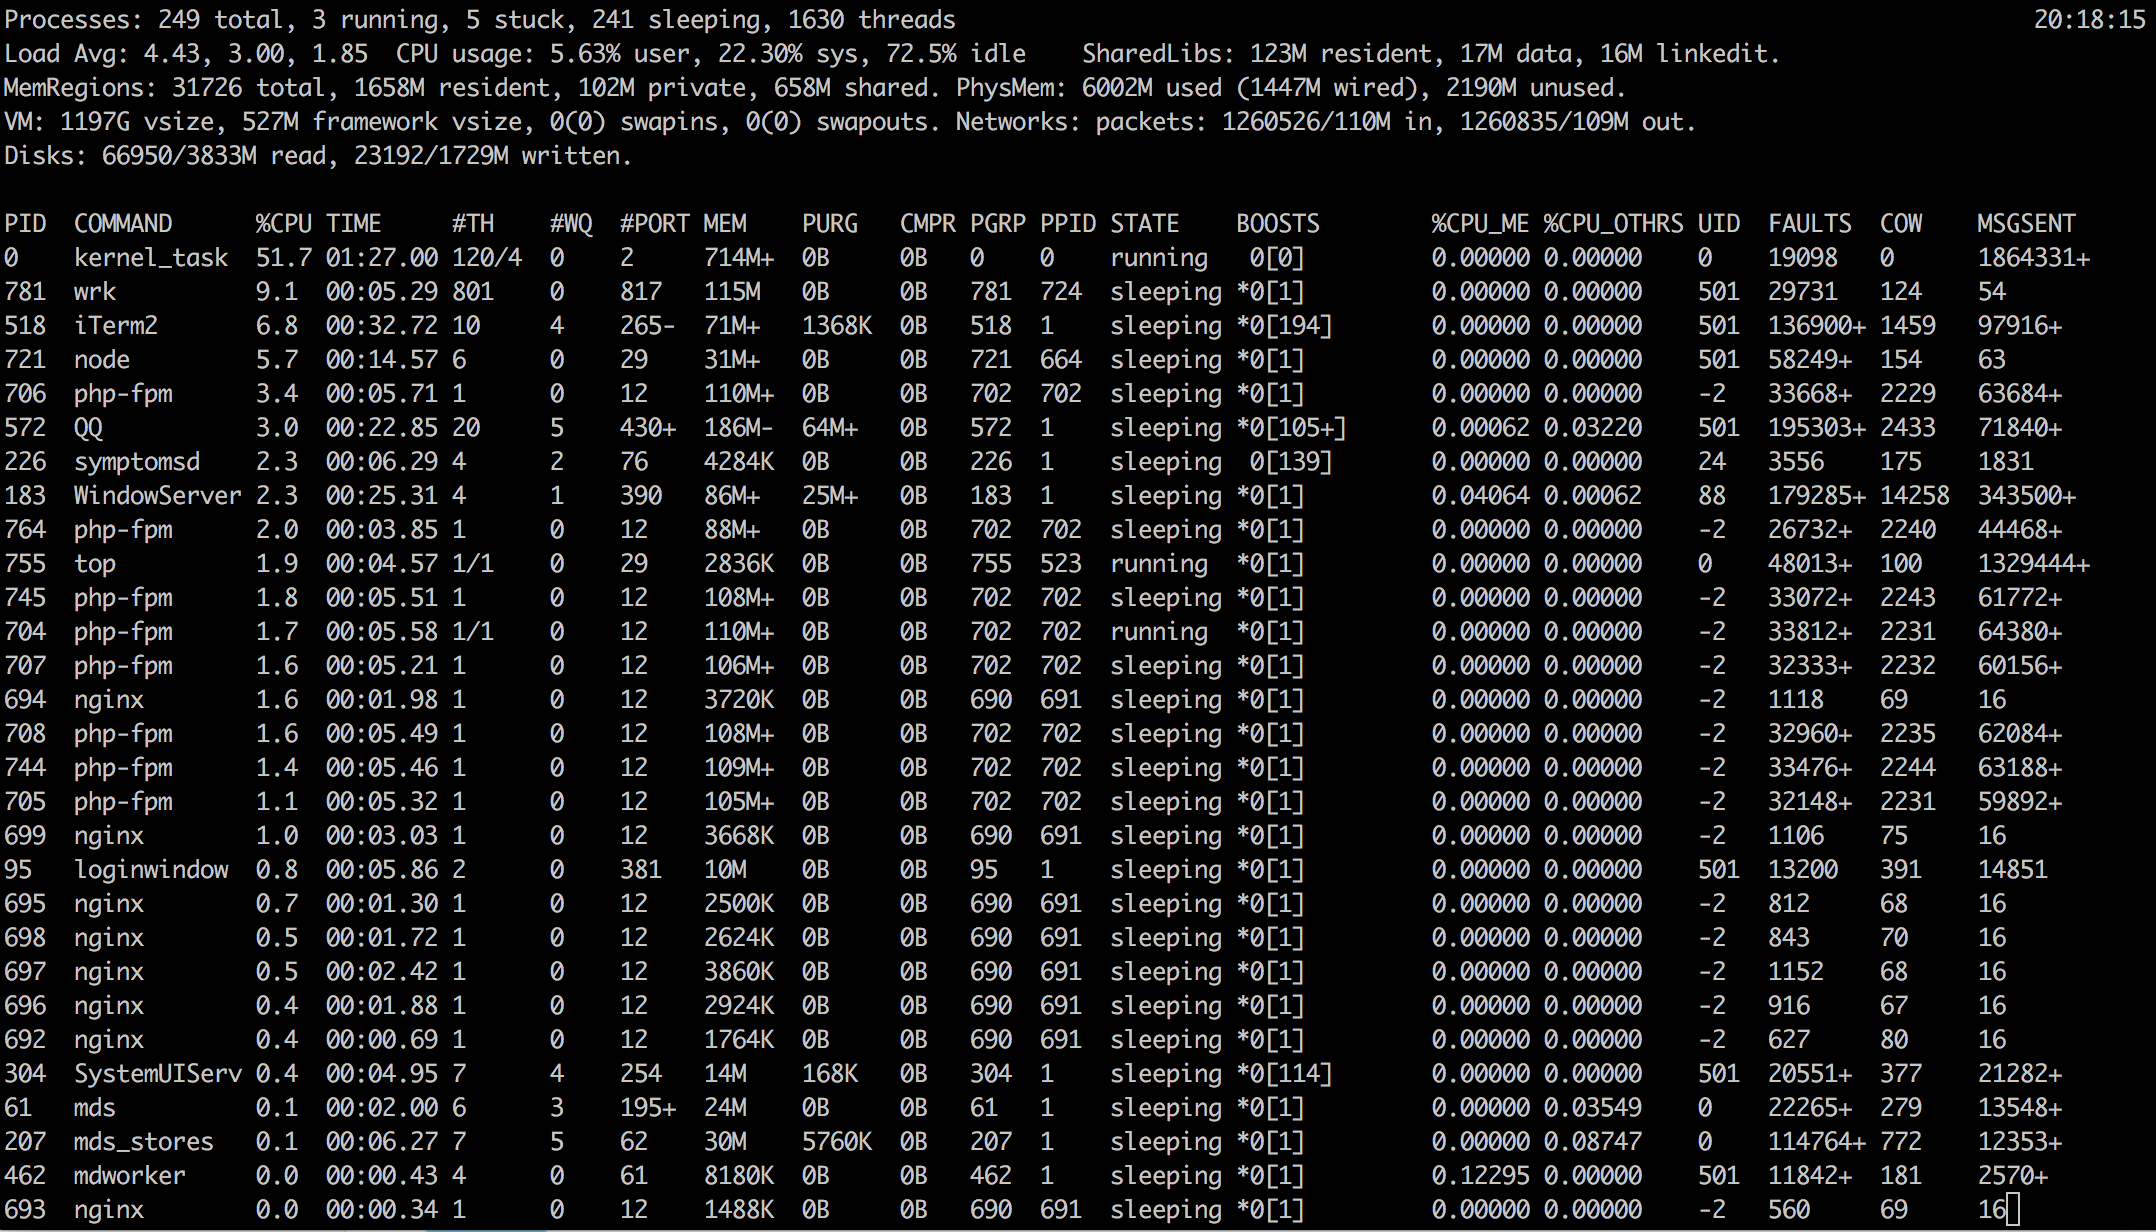 Processes: 249 total, 3 running, 5 stuck, 241 sleeping, 1630 threads 20:18:15
Load Avg: 4.43, 3.00, 1.85 CPU usage: 5.63% user, 22.30% sys, 72.5% idle SharedLibs: 123M resident, 17M data, 16M linkedit.
MemRegions: 31726 total, 1658M resident, 102M private, 658M shared. PhysMem: 6002M used (1447M wired), 2190M unused.
VM: 1197G vsize, 527M framework vsize, 0(0) swapins, 0(0) swapouts. Networks: packets: 1260526/110M in, 1260835/109M out.
Disks: 66950/3833M read, 23192/1729M written.
PID COMMAND %CPU TIME #TH #WQ #PORT MEM PURG CMPR PGRP PPID STATE BOOSTS %CPU_ME %CPU_OTHRS UID FAULTS COW MSGSENT
0 kernel_task 51.7 01:27.00 120/4 0 2 714M+ 0B 0B 0 0 running 0[0] 0.00000 0.00000 0 19098 0 1864331+
781 wrk 9.1 00:05.29 801 0 817 115M 0B 0B 781 724 sleeping *0[1] 0.00000 0.00000 501 29731 124 54
518 iTerm2 6.8 00:32.72 10 4 265- 71M+ 1368K 0B 518 1 sleeping *0[194] 0.00000 0.00000 501 136900+ 1459 97916+
721 node 5.7 00:14.57 6 0 29 31M+ 0B 0B 721 664 sleeping *0[1] 0.00000 0.00000 501 58249+ 154 63
706 php-fpm 3.4 00:05.71 1 0 12 110M+ 0B 0B 702 702 sleeping *0[1] 0.00000 0.00000 -2 33668+ 2229 63684+
572 QQ 3.0 00:22.85 20 5 430+ 186M- 64M+ 0B 572 1 sleeping *0[105+] 0.00062 0.03220 501 195303+ 2433 71840+
226 symptomsd 2.3 00:06.29 4 2 76 4284K 0B 0B 226 1 sleeping 0[139] 0.00000 0.00000 24 3556 175 1831
183 WindowServer 2.3 00:25.31 4 1 390 86M+ 25M+ 0B 183 1 sleeping *0[1] 0.04064 0.00062 88 179285+ 14258 343500+
764 php-fpm 2.0 00:03.85 1 0 12 88M+ 0B 0B 702 702 sleeping *0[1] 0.00000 0.00000 -2 26732+ 2240 44468+
755 top 1.9 00:04.57 1/1 0 29 2836K 0B 0B 755 523 running *0[1] 0.00000 0.00000 0 48013+ 100 1329444+
745 php-fpm 1.8 00:05.51 1 0 12 108M+ 0B 0B 702 702 sleeping *0[1] 0.00000 0.00000 -2 33072+ 2243 61772+
704 php-fpm 1.7 00:05.58 1/1 0 12 110M+ 0B 0B 702 702 running *0[1] 0.00000 0.00000 -2 33812+ 2231 64380+
707 php-fpm 1.6 00:05.21 1 0 12 106M+ 0B 0B 702 702 sleeping *0[1] 0.00000 0.00000 -2 32333+ 2232 60156+
694 nginx 1.6 00:01.98 1 0 12 3720K 0B 0B 690 691 sleeping *0[1] 0.00000 0.00000 -2 1118 69 16
708 php-fpm 1.6 00:05.49 1 0 12 108M+ 0B 0B 702 702 sleeping *0[1] 0.00000 0.00000 -2 32960+ 2235 62084+
744 php-fpm 1.4 00:05.46 1 0 12 109M+ 0B 0B 702 702 sleeping *0[1] 0.00000 0.00000 -2 33476+ 2244 63188+
705 php-fpm 1.1 00:05.32 1 0 12 105M+ 0B 0B 702 702 sleeping *0[1] 0.00000 0.00000 -2 32148+ 2231 59892+
699 nginx 1.0 00:03.03 1 0 12 3668K 0B 0B 690 691 sleeping *0[1] 0.00000 0.00000 -2 1106 75 16
95 loginwindow 0.8 00:05.86 2 0 381 10M 0B 0B 95 1 sleeping *0[1] 0.00000 0.00000 501 13200 391 14851
695 nginx 0.7 00:01.30 1 0 12 2500K 0B 0B 690 691 sleeping *0[1] 0.00000 0.00000 -2 812 68 16
698 nginx 0.5 00:01.72 1 0 12 2624K 0B 0B 690 691 sleeping *0[1] 0.00000 0.00000 -2 843 70 16
697 nginx 0.5 00:02.42 1 0 12 3860K 0B 0B 690 691 sleeping *0[1] 0.00000 0.00000 -2 1152 68 16
696 nginx 0.4 00:01.88 1 0 12 2924K 0B 0B 690 691 sleeping *0[1] 0.00000 0.00000 -2 916 67 16
692 nginx 0.4 00:00.69 1 0 12 1764K 0B 0B 690 691 sleeping *0[1] 0.00000 0.00000 -2 627 80 16
304 SystemUIServ 0.4 00:04.95 7 4 254 14M 168K 0B 304 1 sleeping *0[114] 0.00000 0.00000 501 20551+ 377 21282+
61 mds 0.1 00:02.00 6 3 195+ 24M 0B 0B 61 1 sleeping *0[1] 0.00000 0.03549 0 22265+ 279 13548+
207 mds_stores 0.1 00:06.27 7 5 62 30M 5760K 0B 207 1 sleeping *0[1] 0.00000 0.08747 0 114764+ 772 12353+
462 mdworker 0.0 00:00.43 4 0 61 8180K 0B 0B 462 1 sleeping *0[1] 0.12295 0.00000 501 11842+ 181 2570+
693 nginx 0.0 00:00.34 1 0 12 1488K 0B 0B 690 691 sleeping *0[1] 0.00000 0.00000 -2 560 69 16